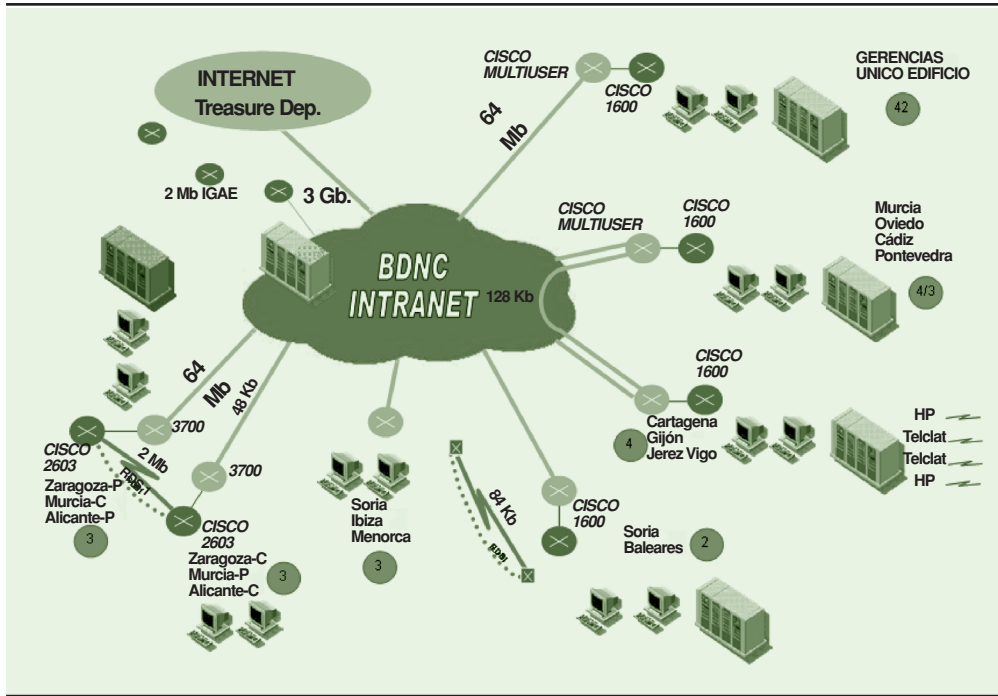 INTERNET
Treasure Dep.
CISCO
MULTIUSER
CISCO
1600
64
Mb
GERENCIAS
UNICO EDIFICIO
42
2 Mb IGAE
3 Gb.
BDNC
INTRANET
128 Kb
CISCO
MULTIUSER
CISCO
1600
Murcia
Oviedo
Cádiz
Pontevedra
4/3
CISCO
1600
Cartagena
Gijón
Jerez Vigo
4
HP
Telclat
Telclat
HP
64
Mb
48 Kb
3700
CISCO
2603
2 Mb
RDSI
Zaragoza-P
Murcia-C
Alicante-P
3
3700
CISCO
2603
Zaragoza-C
Murcia-P
Alicante-C
3
Soria
Ibiza
Menorca
3
84 Kb
RDSI
CISCO
1600
Soria
Baleares
2